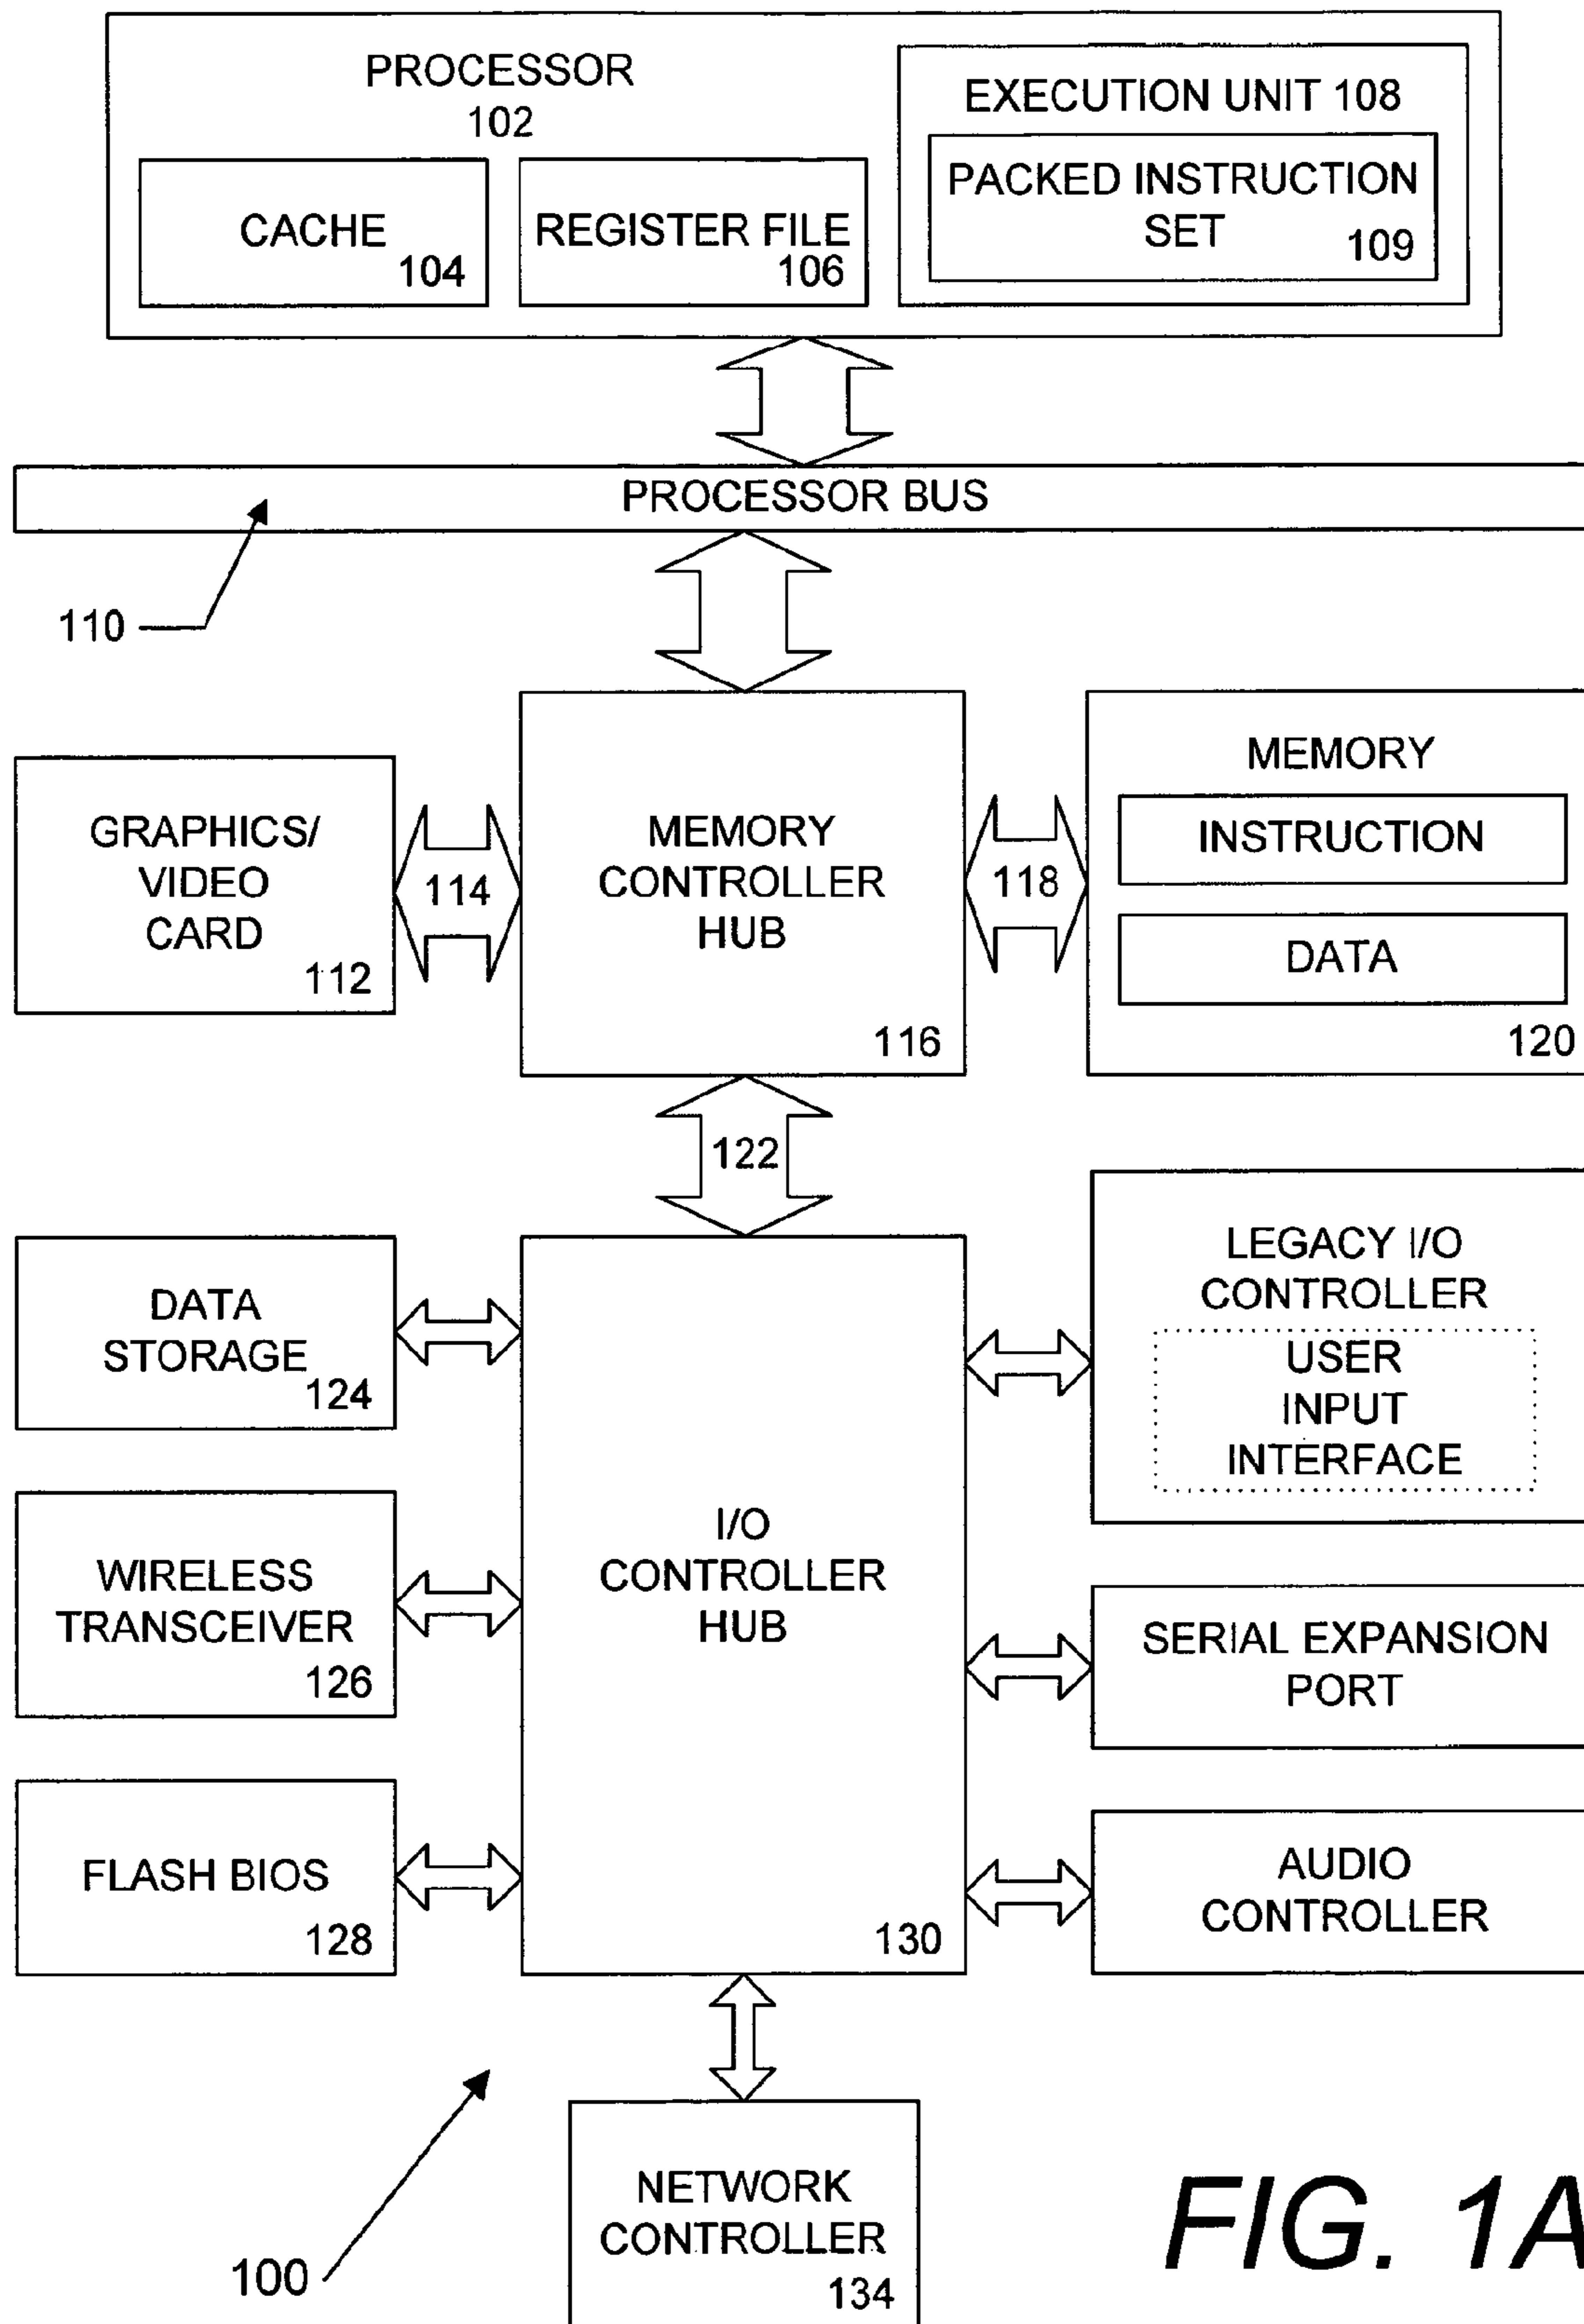 PROCESSOR
102
CACHE
104
REGISTER FILE
106
EXECUTION UNIT 108
PACKED INSTRUCTION
SET
109
PROCESSOR BUS
110
GRAPHICS/
VIDEO
CARD
112
114
MEMORY
CONTROLLER
HUB
116
118
MEMORY
INSTRUCTION
DATA
120
122
DATA
STORAGE
124
WIRELESS
TRANSCEIVER
126
FLASH BIOS
128
I/O
CONTROLLER
HUB
130
LEGACY I/O
CONTROLLER
USER
INPUT
INTERFACE
SERIAL EXPANSION
PORT
AUDIO
CONTROLLER
NETWORK
CONTROLLER
134
100
FIG. 1A